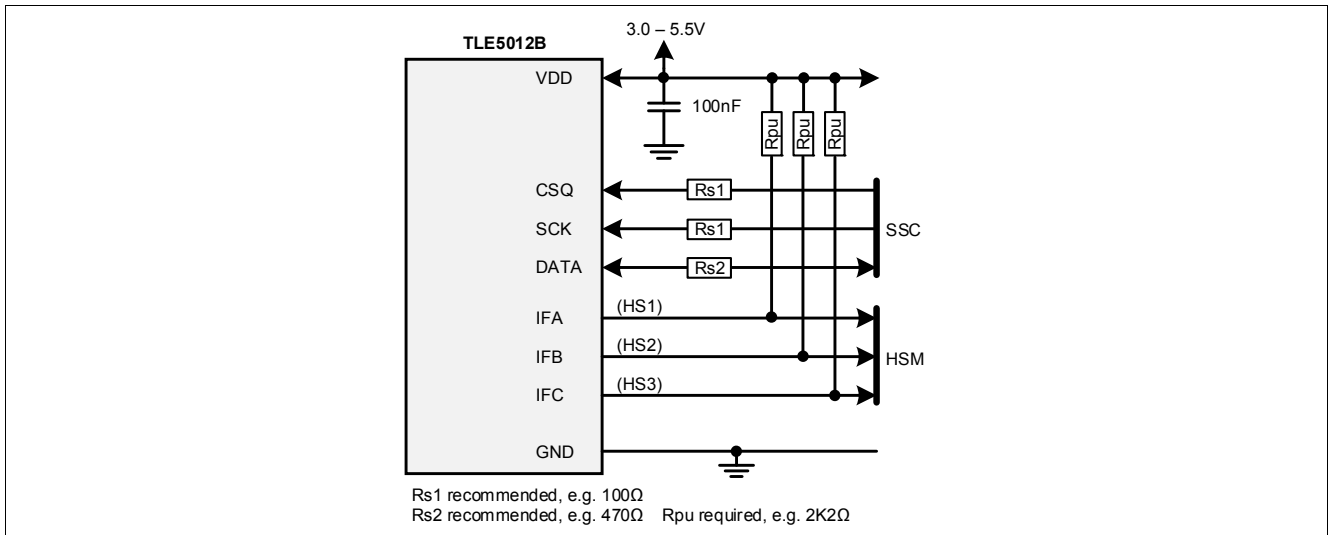 3.0 – 5.5V
TLE5012B
VDD
100nF
Rpu
Rpu
Rpu
CSQ
Rs1
SCK
Rs1
SSC
DATA
Rs2
IFA
(HS1)
IFB
(HS2)
HSM
IFC
(HS3)
GND
Rs1 recommended, e.g. 100Ω
Rs2 recommended, e.g. 470Ω Rpu required, e.g. 2K2Ω